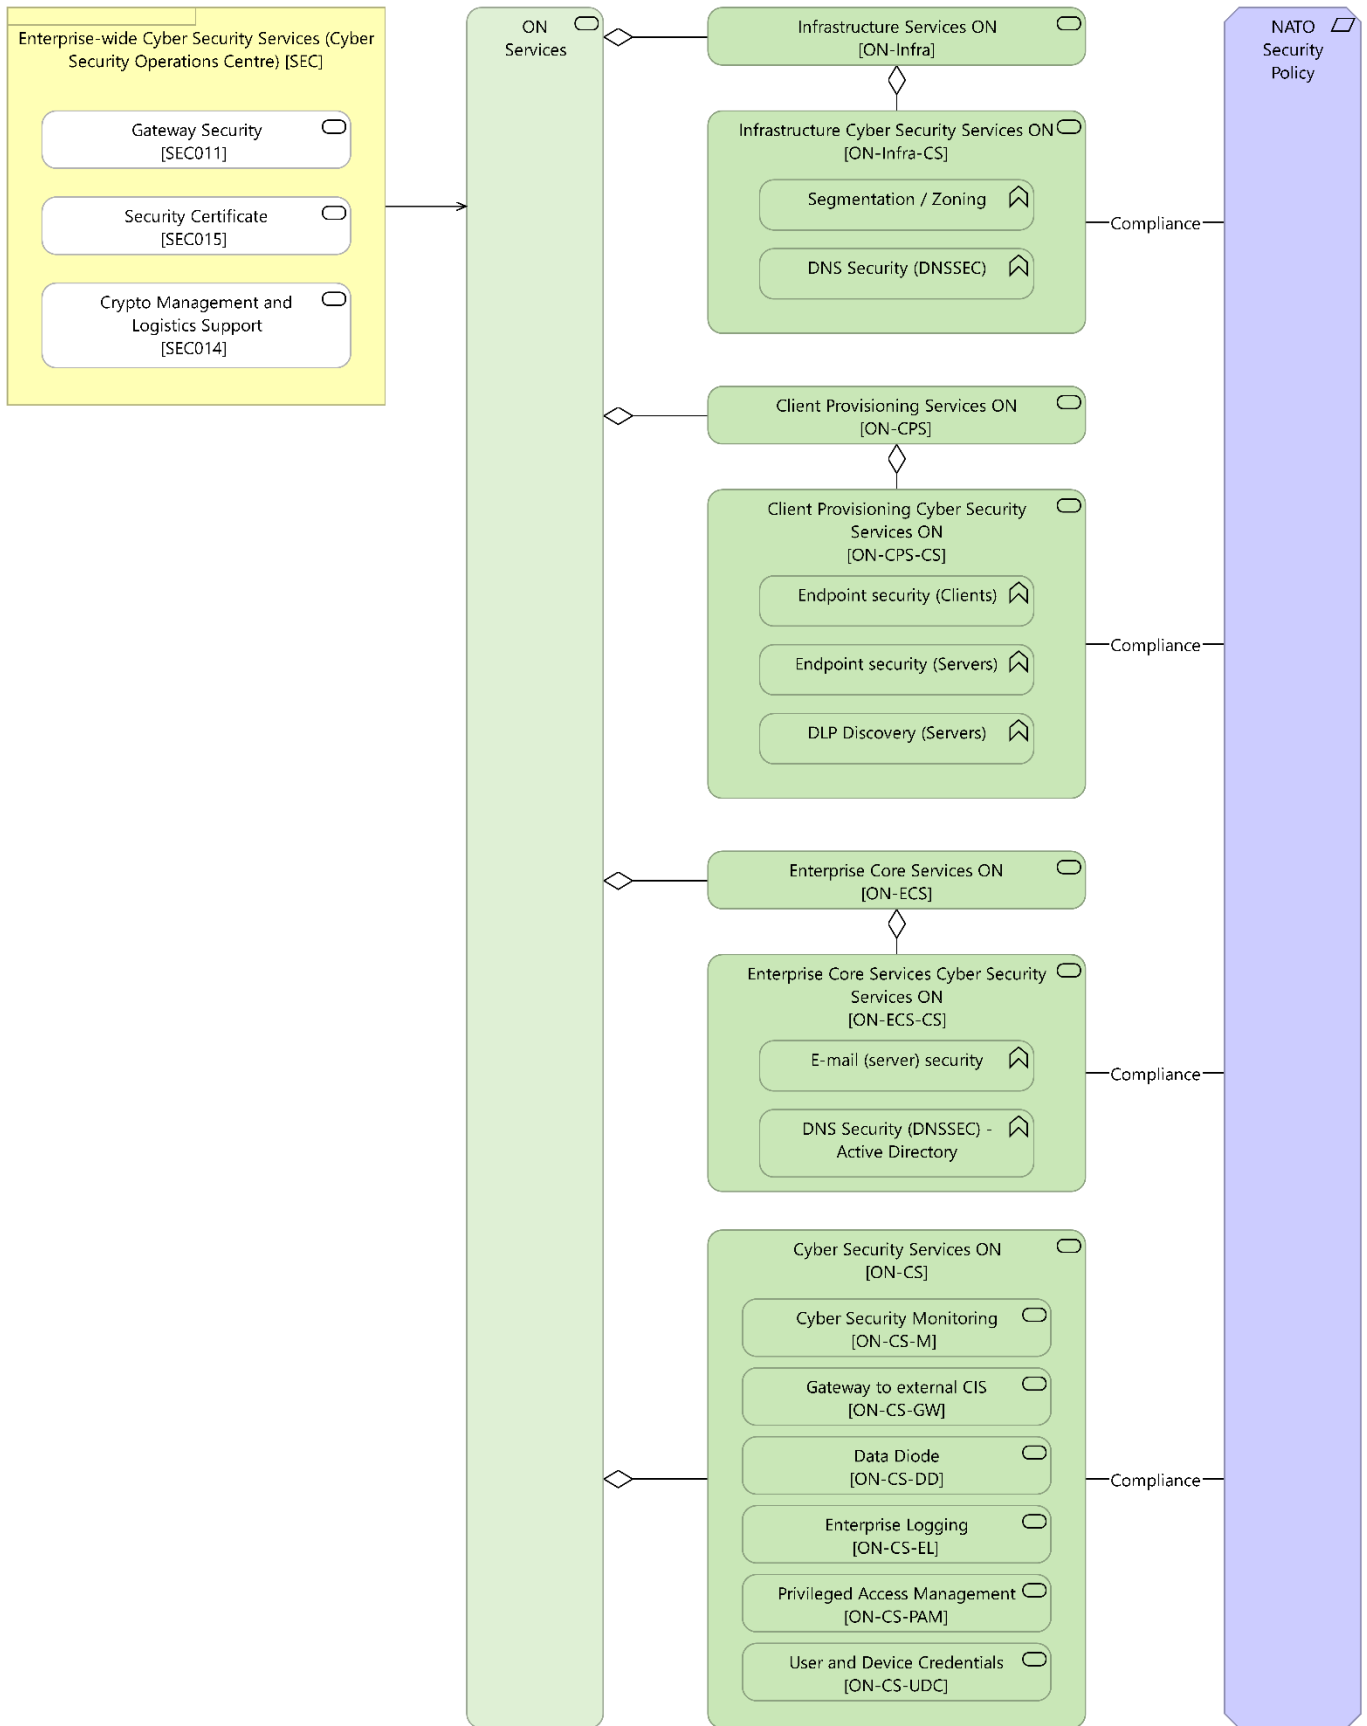 Enterprise-wide Cyber Security Services (Cyber
Security Operations Centre) [SEC]
Gateway Security
[SEC011]
Security Certificate
[SEC015]
Crypto Management and
Logistics Support
[SEC014]
ON
Services
Infrastructure Services ON
[ON-Infra]
Infrastructure Cyber Security Services ON
[ON-Infra-CS]
Segmentation / Zoning
DNS Security (DNSSEC)
Compliance
Client Provisioning Services ON
[ON-CPS]
Client Provisioning Cyber Security
Services ON
[ON-CPS-CS]
Endpoint security (Clients)
Endpoint security (Servers)
DLP Discovery (Servers)
Compliance
Enterprise Core Services ON
[ON-ECS]
Enterprise Core Services Cyber Security
Services ON
[ON-ECS-CS]
E-mail (server) security
DNS Security (DNSSEC) -
Active Directory
Compliance
Cyber Security Services ON
[ON-CS]
Cyber Security Monitoring
[ON-CS-M]
Gateway to external CIS
[ON-CS-GW]
Data Diode
[ON-CS-DD]
Enterprise Logging
[ON-CS-EL]
Privileged Access Management
[ON-CS-PAM]
User and Device Credentials
[ON-CS-UDC]
Compliance
NATO
Security
Policy